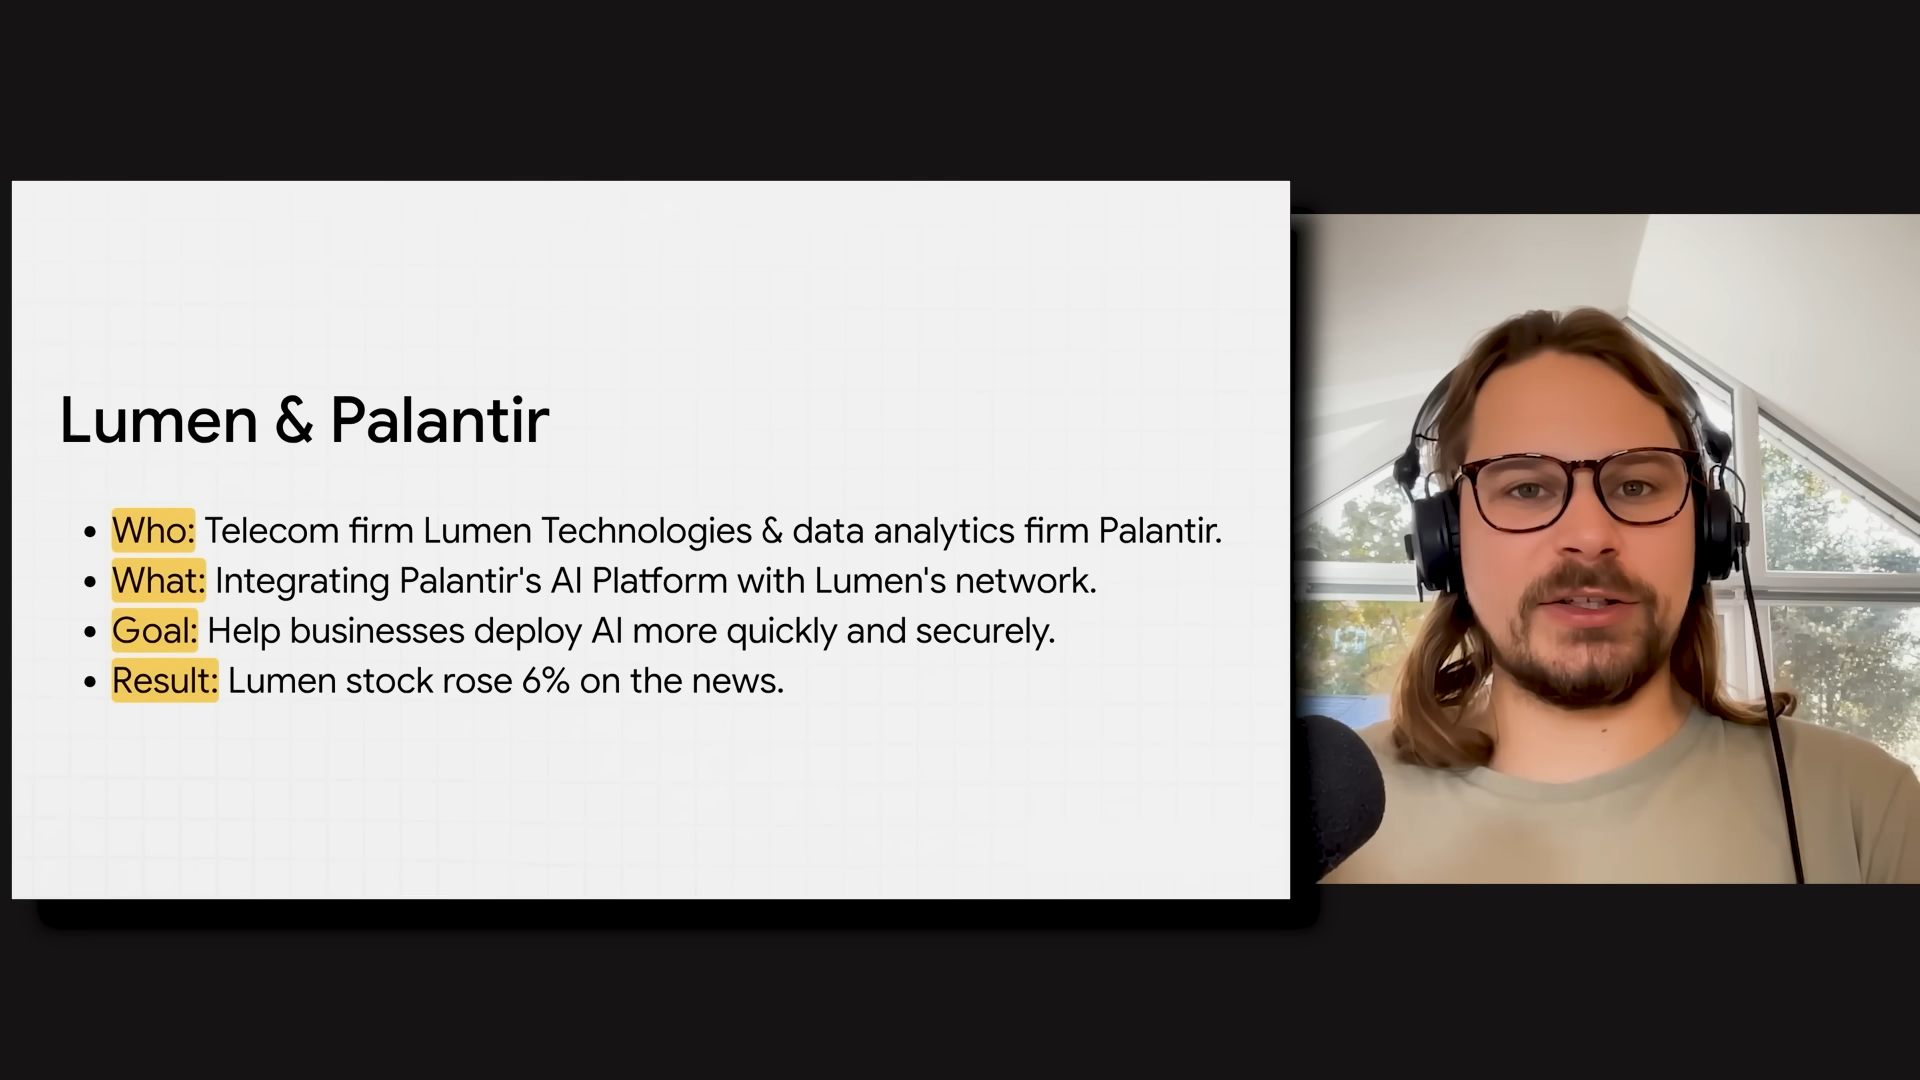 Lumen & Palantir
• Who: Telecom firm Lumen Technologies & data analytics firm Palantir.
• What: Integrating Palantir's AI Platform with Lumen's network.
• Goal: Help businesses deploy AI more quickly and securely.
• Result: Lumen stock rose 6% on the news.